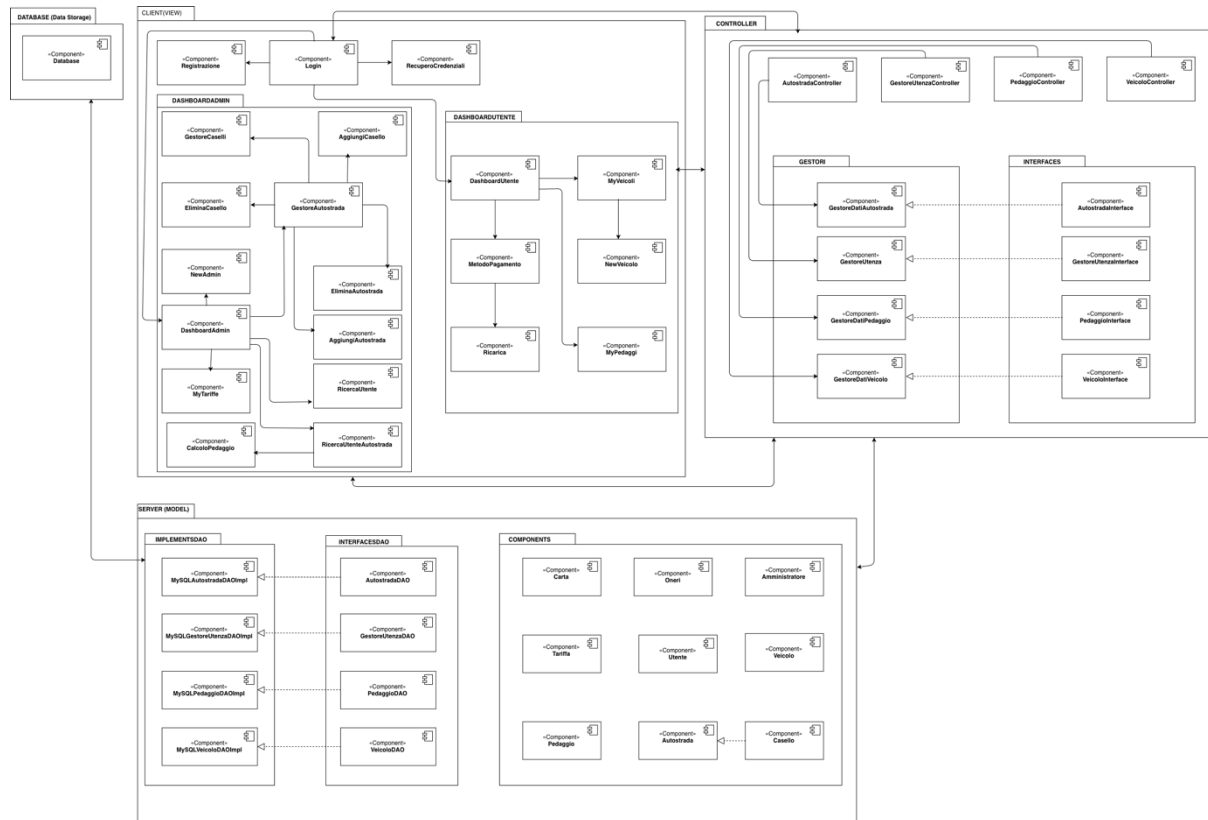 DATABASE (Data Storage)
«Component»
Database
CLIENT(VIEW)
«Component»
Registrazione
«Component»
Login
«Component»
RecuperoCredenziali
DASHBOARDADMIN
«Component»
GestoreCaselli
«Component»
AggiungiCasello
«Component»
EliminaCasello
«Component»
GestoreAutostrada
«Component»
NewAdmin
«Component»
EliminaAutostrada
«Component»
DashboardAdmin
«Component»
AggiungiAutostrada
«Component»
MyTariffe
«Component»
RicercaUtente
«Component»
CalcoloPedaggio
«Component»
RicercaUtenteAutostrada
DASHBOARDUTENTE
«Component»
DashboardUtente
«Component»
MyVeicoli
«Component»
MetodoPagamento
«Component»
NewVeicolo
«Component»
Ricarica
«Component»
MyPedaggi
CONTROLLER
«Component»
AutostradaController
«Component»
GestoreUtenzaController
«Component»
PedaggioController
«Component»
VeicoloController
GESTORI
«Component»
GestoreDatiAutostrada
«Component»
GestoreUtenza
«Component»
GestoreDatiPedaggio
«Component»
GestoreDatiVeicolo
INTERFACES
«Component»
AutostradaInterface
«Component»
GestoreUtenzaInterface
«Component»
PedaggioInterface
«Component»
VeicoloInterface
SERVER (MODEL)
IMPLEMENTSDAO
«Component»
MySQLAutostradaDAOImpl
«Component»
MySQLGestoreUtenzaDAOImpl
«Component»
MySQLPedaggioDAOImpl
«Component»
MySQLVeicoloDAOImpl
INTERFACESDAO
«Component»
AutostradaDAO
«Component»
GestoreUtenzaDAO
«Component»
PedaggioDAO
«Component»
VeicoloDAO
COMPONENTS
«Component»
Carta
«Component»
Oneri
«Component»
Amministratore
«Component»
Tariffa
«Component»
Utente
«Component»
Veicolo
«Component»
Pedaggio
«Component»
Autostrada
«Component»
Casello